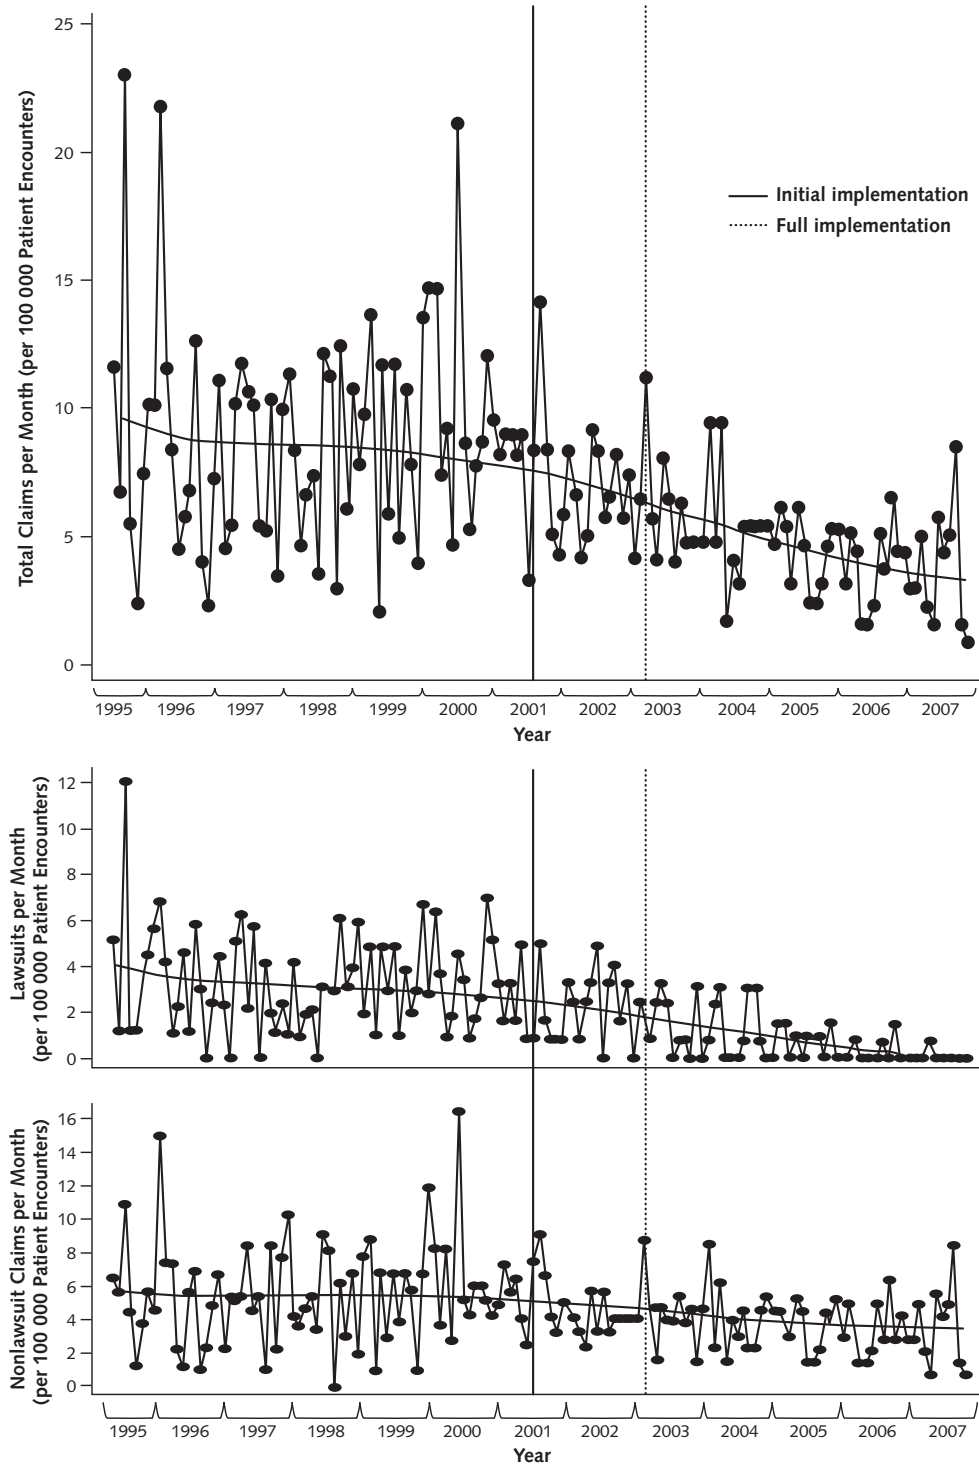 25
20
15
10
5
0
Total Claims per Month (per 100 000 Patient Encounters)
Initial implementation
Full implementation
1995 1996 1997 1998 1999 2000 2001 2002 2003 2004 2005 2006 2007
Year
12
10
8
6
4
2
0
Lawsuits per Month
(per 100 000 Patient Encounters)
16
14
12
10
8
6
4
2
0
Nonlawsuit Claims per Month
(per 100 000 Patient Encounters)
1995 1996 1997 1998 1999 2000 2001 2002 2003 2004 2005 2006 2007
Year